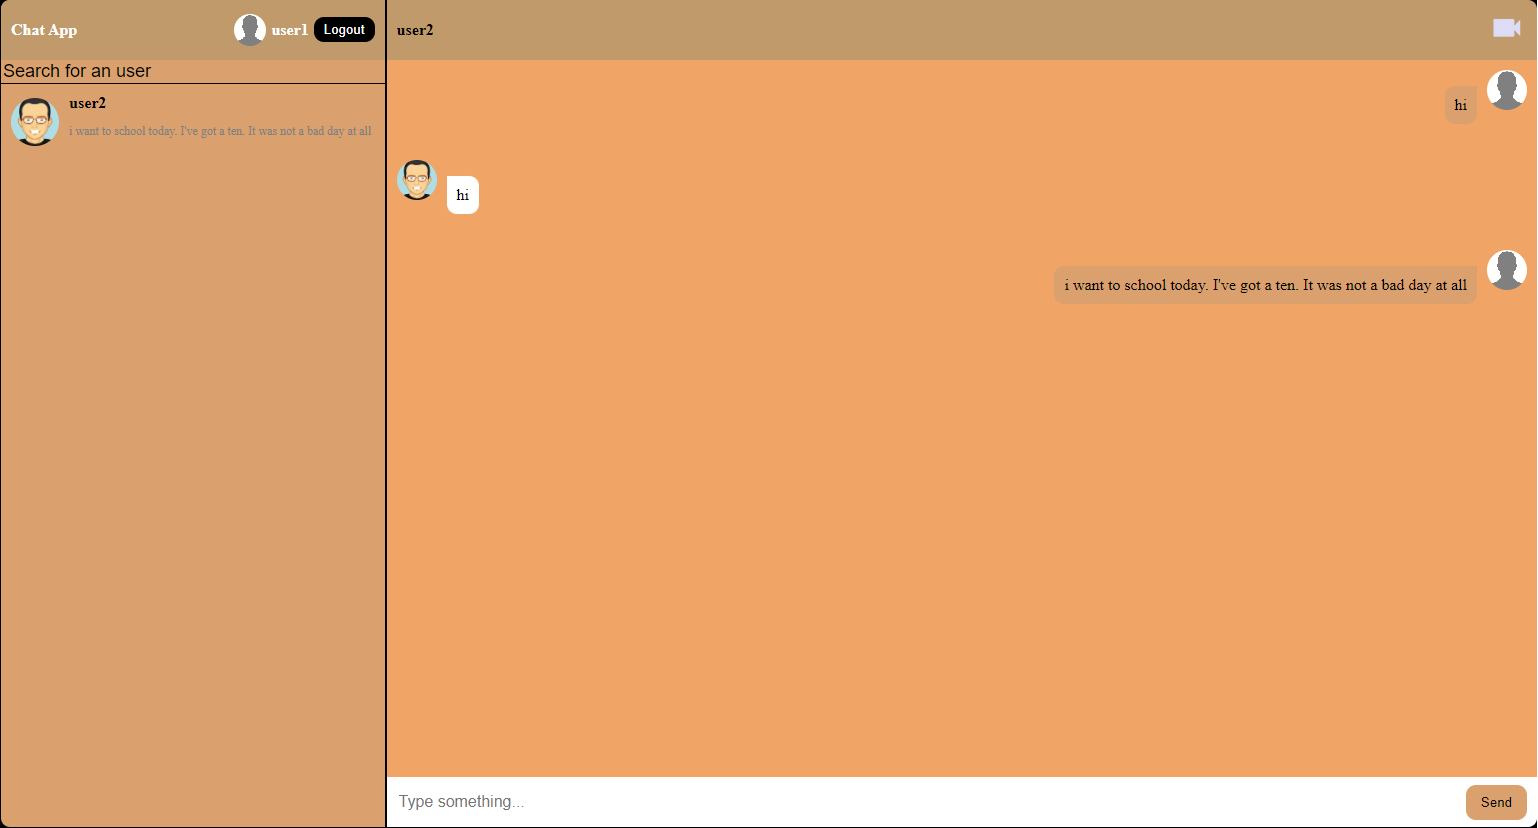 Chat App
user1
Logout
Search for an user
user2
i want to school today. I've got a ten. It was not a bad day at all
user2
hi
hi
i want to school today. I've got a ten. It was not a bad day at all
Type something...
Send